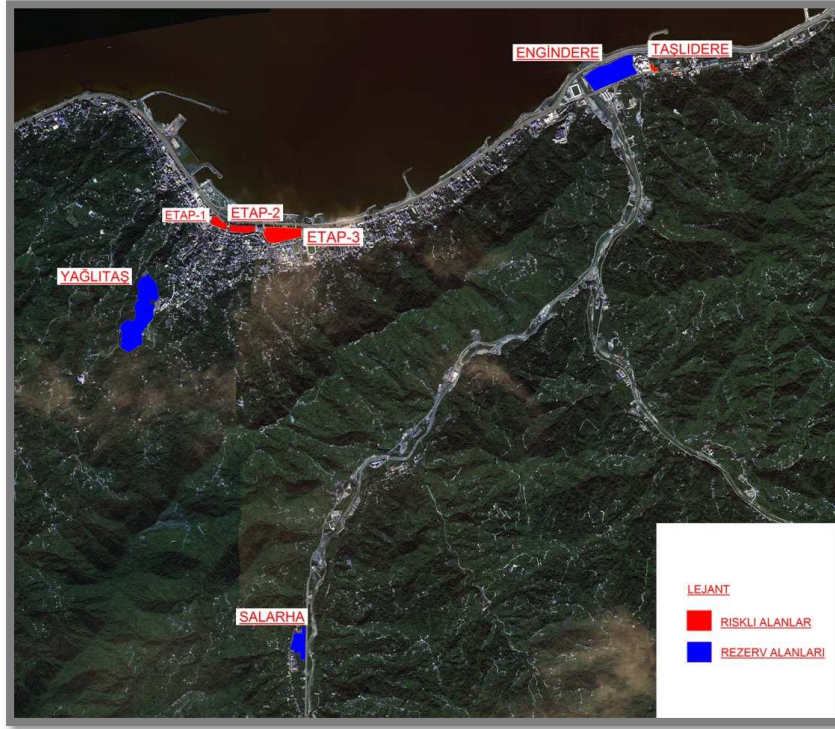 ENGİNDERE
TAŞLIDERE
ETAP-1
ETAP-2
ETAP-3
YAĞLITAŞ
SALARHA
LEJANT
RISKLI ALANLAR
REZERV ALANLARI